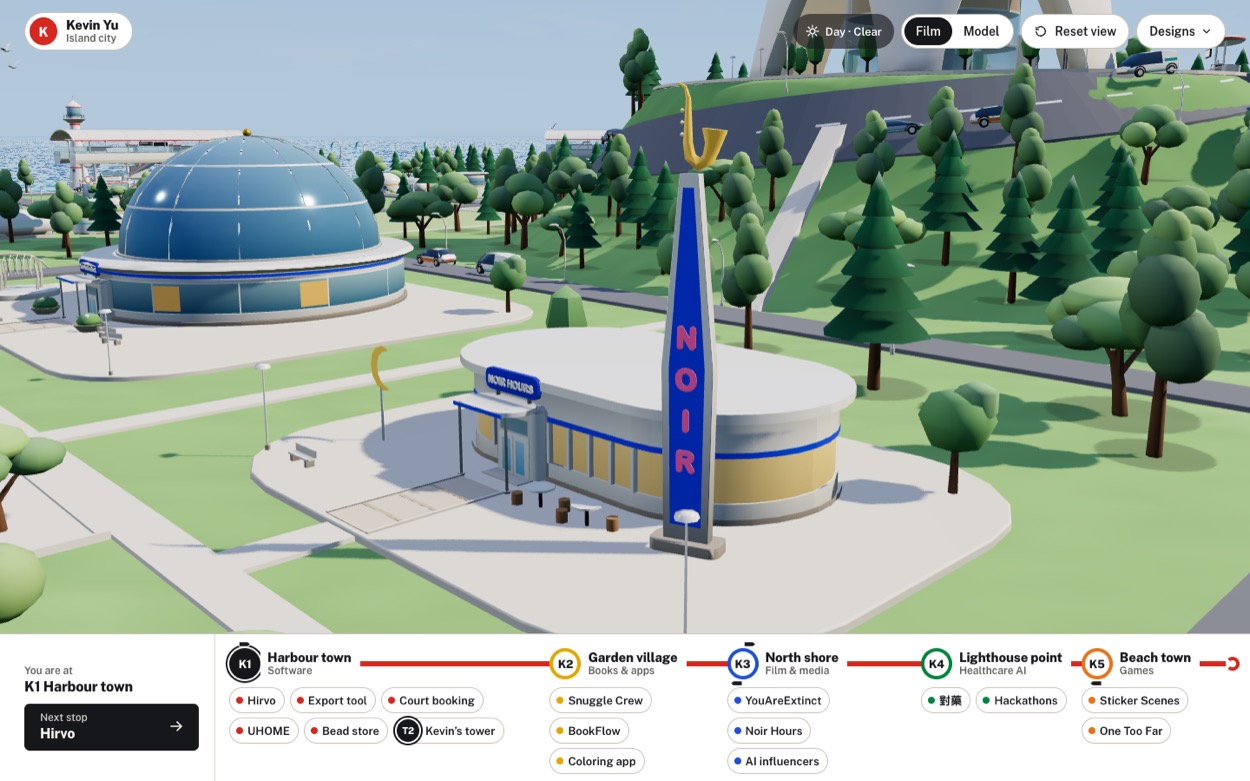 K
Kevin Yu
Island city
Day · Clear
Film
Model
Reset view
Designs
NOIR HOURS
NOIR
You are at
K1 Harbour town
Next stop
Hirvo
K1
Harbour town
Software
Hirvo
Export tool
Court booking
UHOME
Bead store
T2
Kevin's tower
K2
Garden village
Books & apps
Snuggle Crew
BookFlow
Coloring app
K3
North shore
Film & media
YouAreExtinct
Noir Hours
AI influencers
K4
Lighthouse point
Healthcare AI
對藥
Hackathons
K5
Beach town
Games
Sticker Scenes
One Too Far